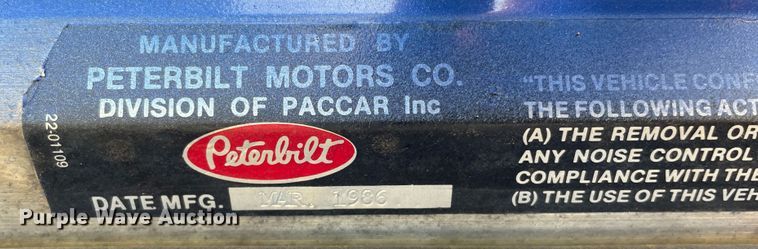 MANUFACTURED BY
PETERBILT MOTORS CO.
DIVISION OF PACCAR Inc
Peterbilt
DATE MFG. MAR. 1986
22-01109
"THIS VEHICLE CONF
THE FOLLOWING ACT
(A) THE REMOVAL OR
ANY NOISE CONTROL
COMPLIANCE WITH THE
(B) THE USE OF THIS VEH
Purple Wave Auction